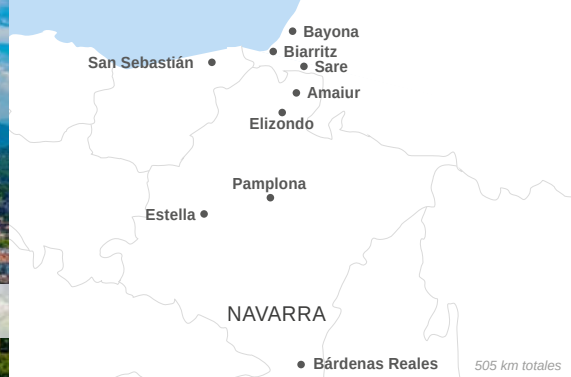 Bayona
Biarritz
San Sebastián
Sare
Amaiur
Elizondo
Pamplona
Estella
NAVARRA
Bárdenas Reales
505 km totales